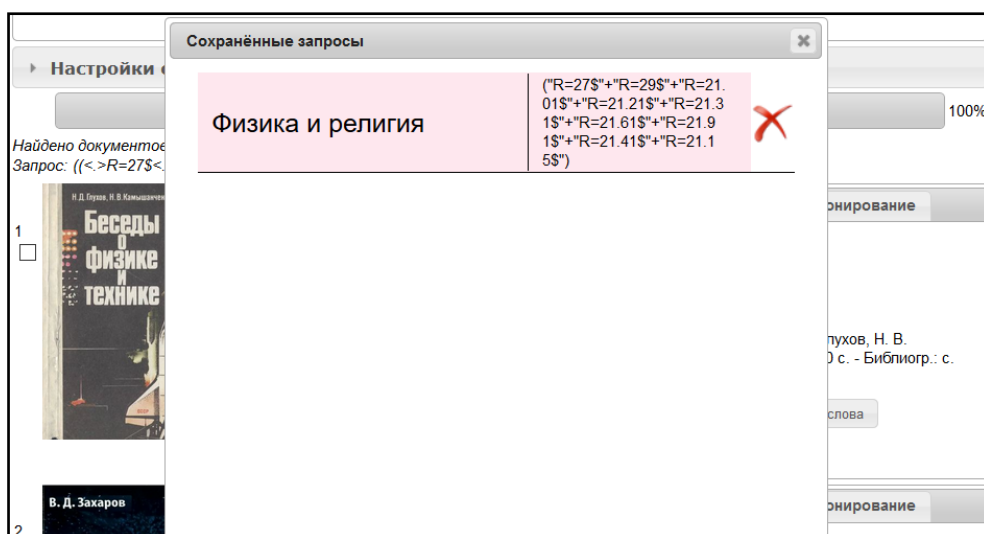 Сохранённые запросы
Настройки
100%
Найдено документов
Запрос: ((<.>R=27$<.
Физика и религия
("R=27$"+"R=29$"+"R=21.
01$"+"R=21.21$"+"R=21.3
1$"+"R=21.61$"+"R=21.9
1$"+"R=21.41$"+"R=21.1
5$")
1
Н.Д.Глухов, Н.В.Камышанчен
Беседы
о
физике
и
технике
онирование
лухов, Н. В.
0 с. - Библиогр.: с.
слова
2
В. Д. Захаров
онирование